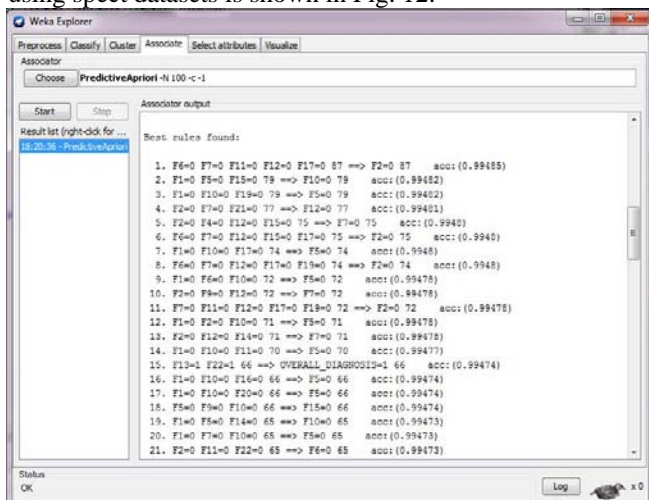 using spect datasets is shown in Fig. 12.
Weka Explorer
Preprocess Classify Cluster Associate Select attributes Visualize
Associator
Choose PredictiveApriori -N 100 -c -1
Start Stop
Associator output
Result list (right-click for ...
18:20:36 - PredictiveApriori
Best rules found:
1. F6=0 F7=0 F11=0 F12=0 F17=0 87 ==> F2=0 87 acc:(0.99485)
2. F1=0 F5=0 F15=0 79 ==> F10=0 79 acc:(0.99482)
3. F1=0 F10=0 F19=0 79 ==> F5=0 79 acc:(0.99482)
4. F2=0 F7=0 F21=0 77 ==> F12=0 77 acc:(0.99481)
5. F2=0 F4=0 F12=0 F15=0 75 ==> F7=0 75 acc:(0.9948)
6. F6=0 F7=0 F12=0 F15=0 F17=0 75 ==> F2=0 75 acc:(0.9948)
7. F1=0 F10=0 F17=0 74 ==> F5=0 74 acc:(0.9948)
8. F6=0 F7=0 F12=0 F17=0 F19=0 74 ==> F2=0 74 acc:(0.9948)
9. F1=0 F6=0 F10=0 72 ==> F5=0 72 acc:(0.99478)
10. F2=0 F9=0 F12=0 72 ==> F7=0 72 acc:(0.99478)
11. F7=0 F11=0 F12=0 F17=0 F19=0 72 ==> F2=0 72 acc:(0.99478)
12. F1=0 F2=0 F10=0 71 ==> F5=0 71 acc:(0.99478)
13. F2=0 F12=0 F14=0 71 ==> F7=0 71 acc:(0.99478)
14. F1=0 F10=0 F11=0 70 ==> F5=0 70 acc:(0.99477)
15. F13=1 F22=1 66 ==> OVERALL_DIAGNOSIS=1 66 acc:(0.99474)
16. F1=0 F10=0 F16=0 66 ==> F5=0 66 acc:(0.99474)
17. F1=0 F10=0 F20=0 66 ==> F5=0 66 acc:(0.99474)
18. F5=0 F9=0 F10=0 66 ==> F15=0 66 acc:(0.99474)
19. F1=0 F5=0 F14=0 65 ==> F10=0 65 acc:(0.99473)
20. F1=0 F7=0 F10=0 65 ==> F5=0 65 acc:(0.99473)
21. F2=0 F11=0 F22=0 65 ==> F6=0 65 acc:(0.99473)
Status
OK
Log
x 0